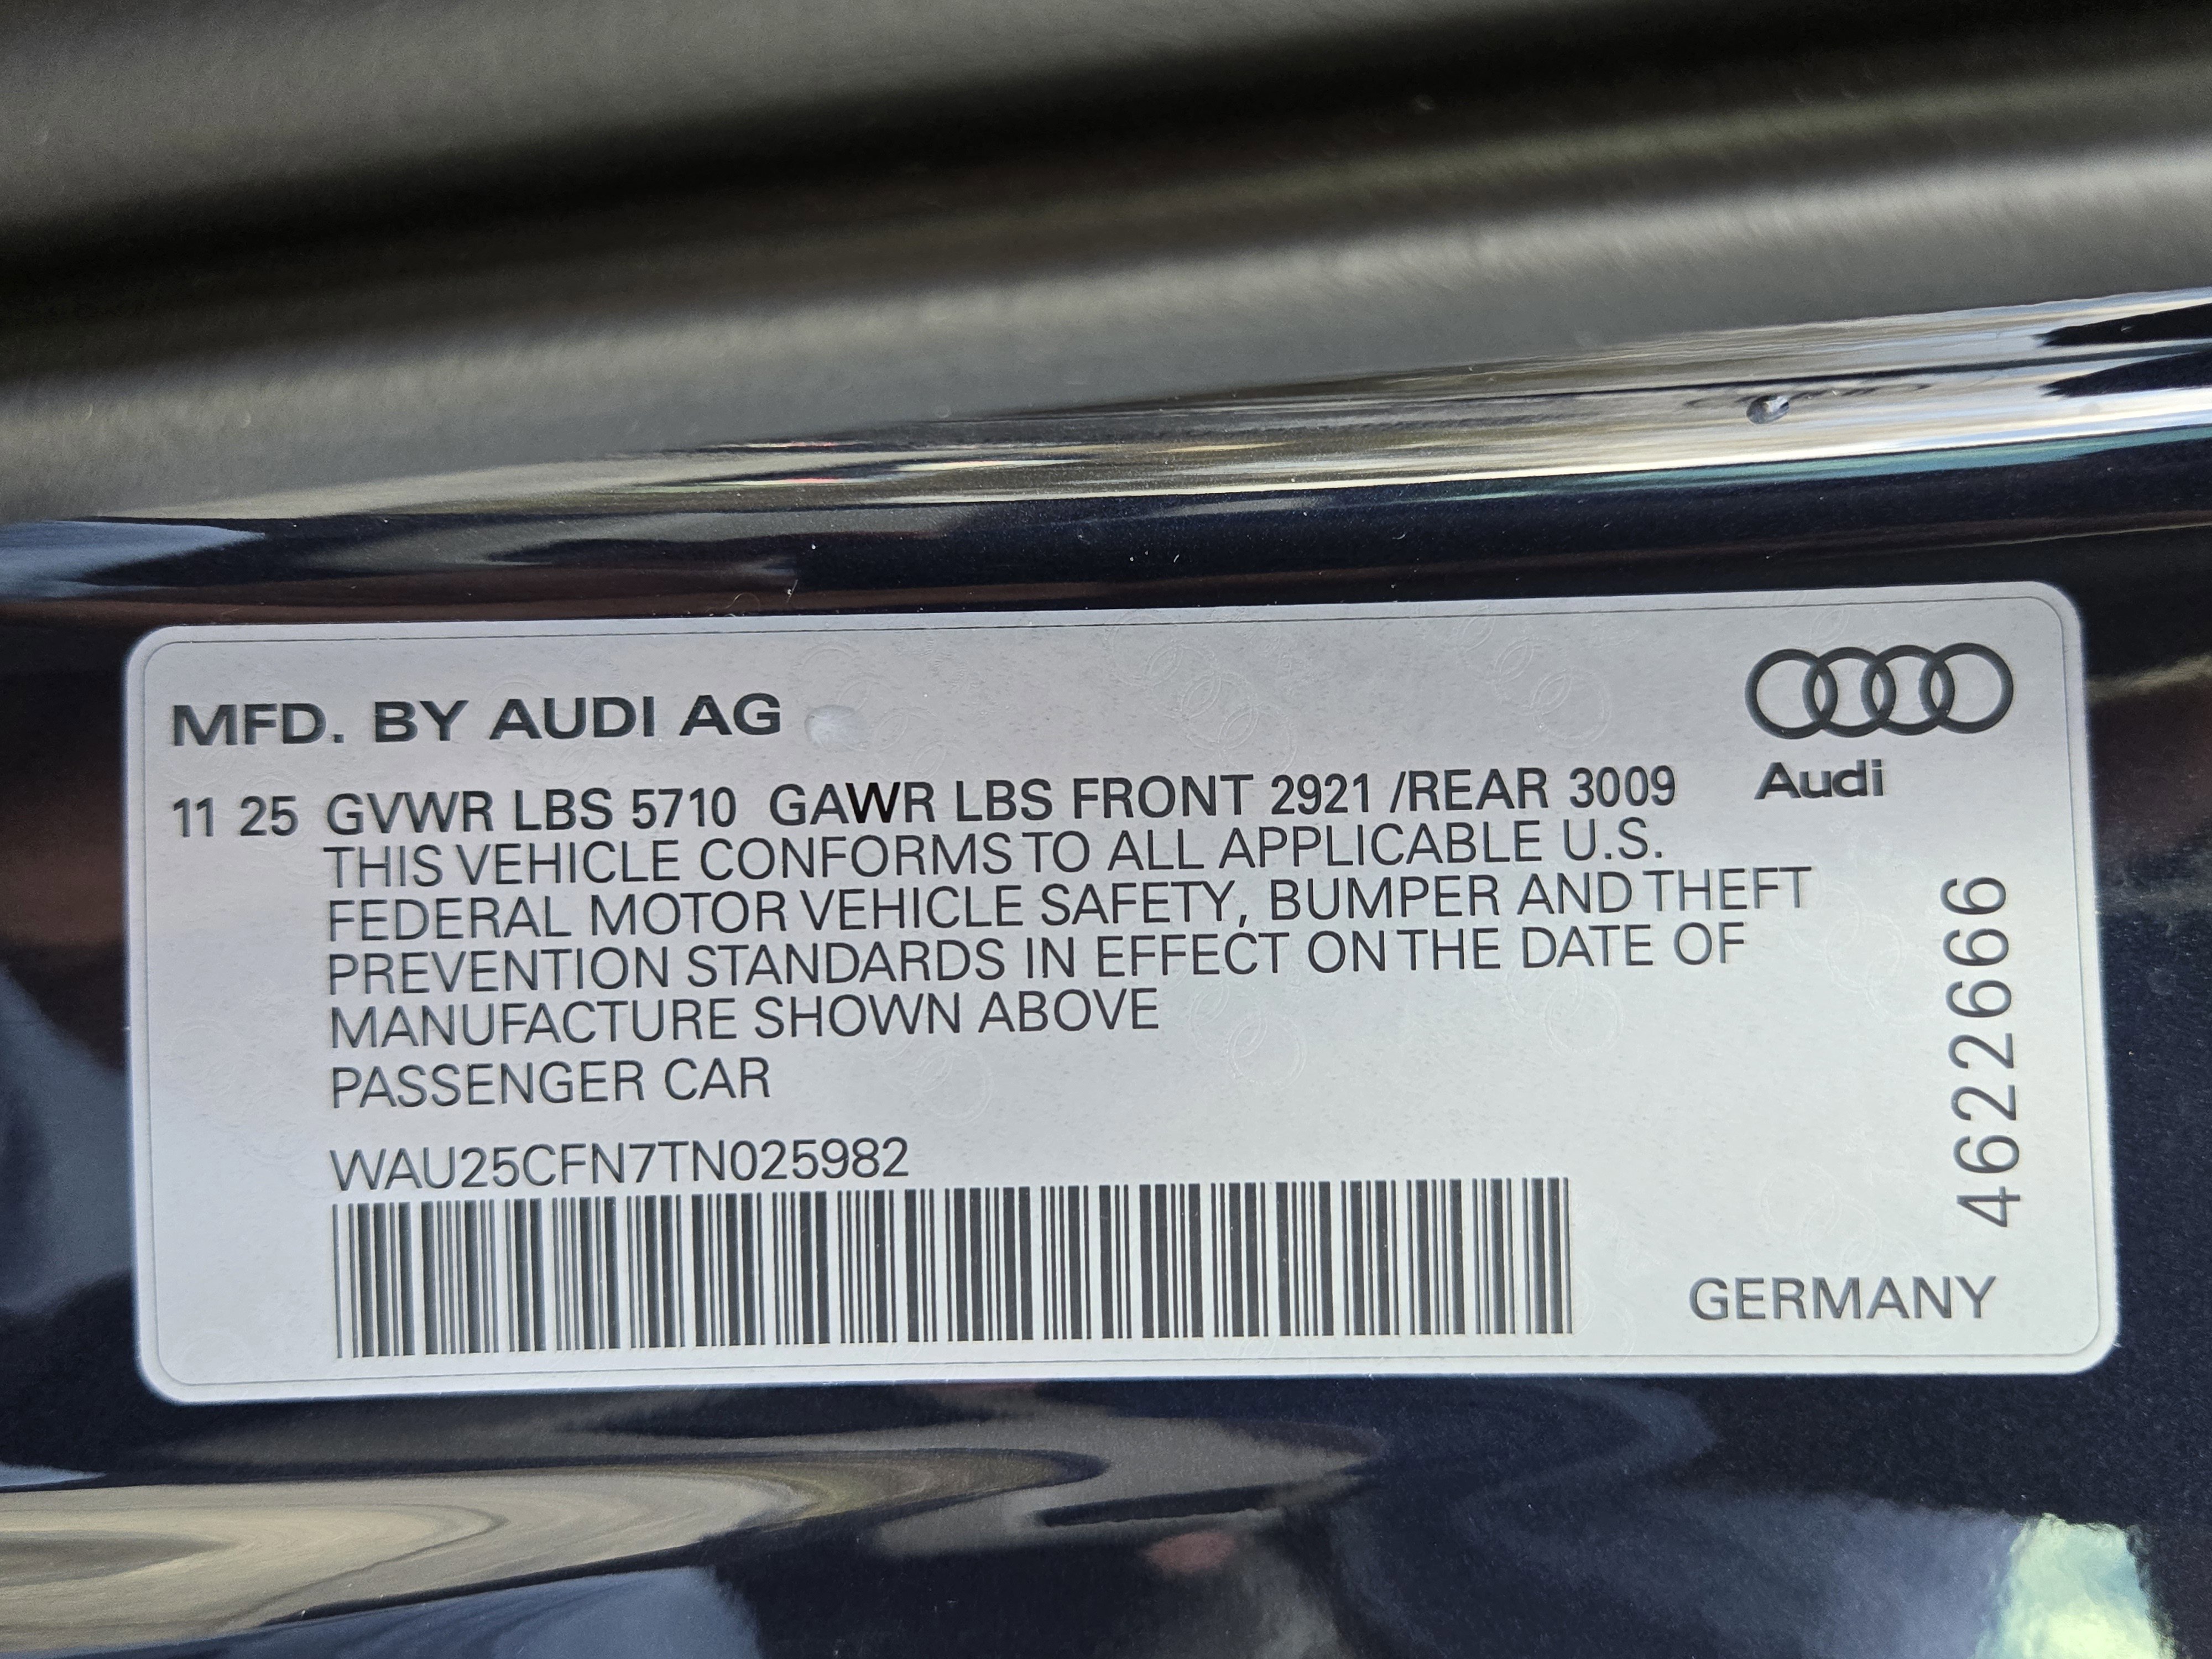 MFD. BY AUDI AG
Audi
11 25 GVWR LBS 5710 GAWR LBS FRONT 2921 /REAR 3009
THIS VEHICLE CONFORMS TO ALL APPLICABLE U.S.
FEDERAL MOTOR VEHICLE SAFETY, BUMPER AND THEFT
PREVENTION STANDARDS IN EFFECT ON THE DATE OF
MANUFACTURE SHOWN ABOVE
PASSENGER CAR
WAU25CFN7TN025982
4622666
GERMANY